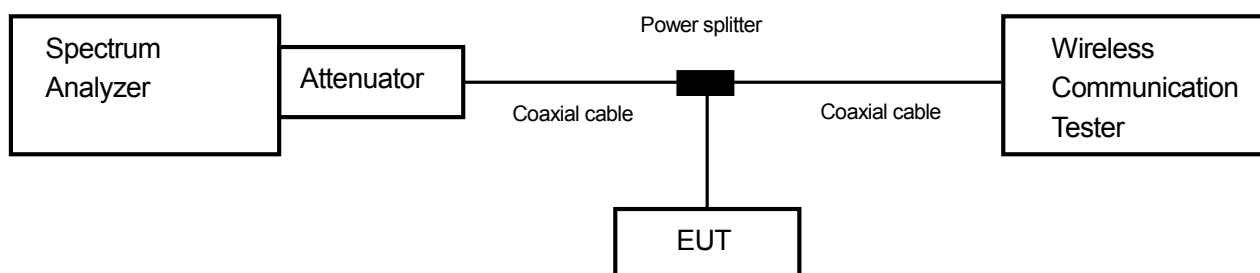 Power splitter
Spectrum
Analyzer
Attenuator
Wireless
Communication
Tester
Coaxial cable
Coaxial cable
EUT